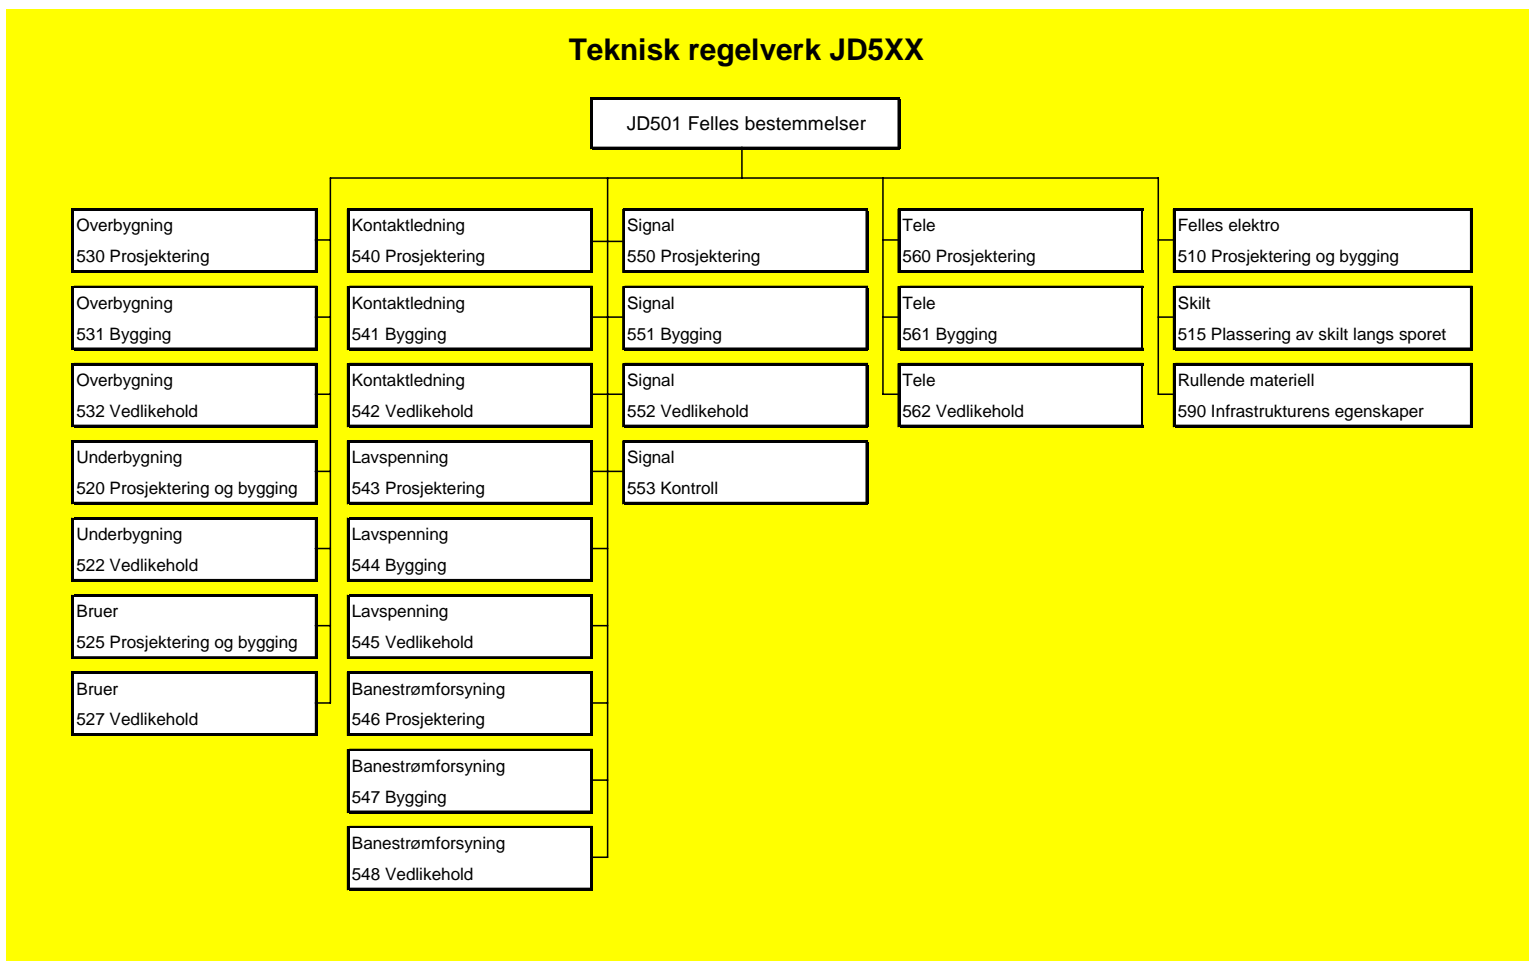 Teknisk regelverk JD5XX
JD501 Felles bestemmelser
Overbygning
530 Prosjektering
Overbygning
531 Bygging
Overbygning
532 Vedlikehold
Underbygning
520 Prosjektering og bygging
Underbygning
522 Vedlikehold
Bruer
525 Prosjektering og bygging
Bruer
527 Vedlikehold
Kontaktledning
540 Prosjektering
Kontaktledning
541 Bygging
Kontaktledning
542 Vedlikehold
Lavspenning
543 Prosjektering
Lavspenning
544 Bygging
Lavspenning
545 Vedlikehold
Banestrømforsyning
546 Prosjektering
Banestrømforsyning
547 Bygging
Banestrømforsyning
548 Vedlikehold
Signal
550 Prosjektering
Signal
551 Bygging
Signal
552 Vedlikehold
Signal
553 Kontroll
Tele
560 Prosjektering
Tele
561 Bygging
Tele
562 Vedlikehold
Felles elektro
510 Prosjektering og bygging
Skilt
515 Plassering av skilt langs sporet
Rullende materiell
590 Infrastrukturens egenskaper